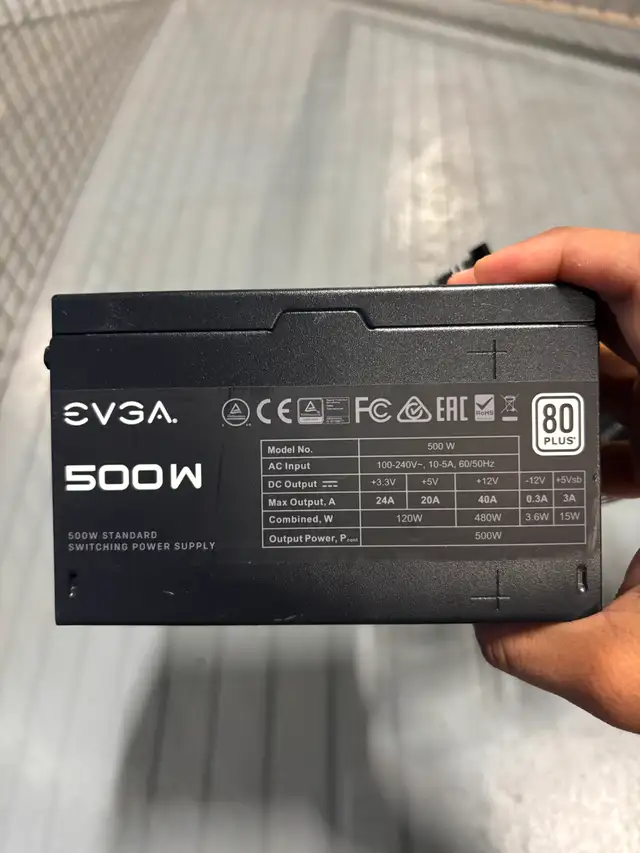 EVGA.
CE FC EAC RoHS
80
PLUS
500W
500W STANDARD
SWITCHING POWER SUPPLY
Model No. 500 W
AC Input 100-240V~, 10-5A, 60/50Hz
DC Output +3.3V +5V +12V -12V +5Vsb
Max Output, A 24A 20A 40A 0.3A 3A
Combined, W 120W 480W 3.6W 15W
Output Power, P 500W